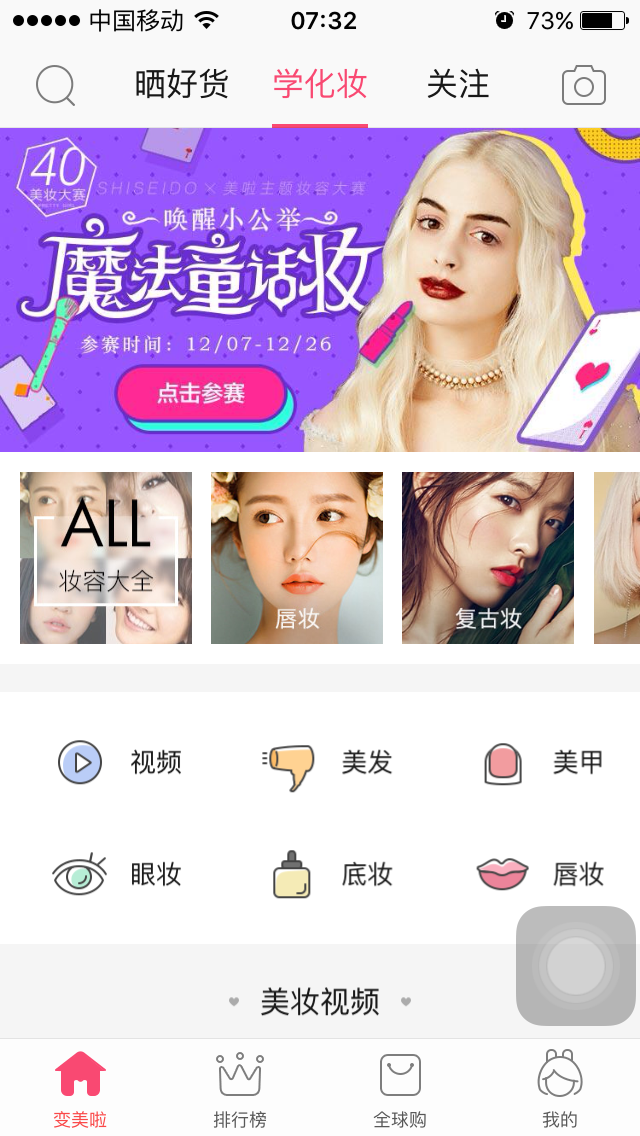 中国移动 07:32 73%
晒好货 学化妆 关注
40
美妆大赛
SHISEIDO×美啦主题妆容大赛
唤醒小公举
魔法童话妆
参赛时间：12/07-12/26
点击参赛
ALL
妆容大全
唇妆
复古妆
视频 美发 美甲
眼妆 底妆 唇妆
美妆视频
变美啦 排行榜 全球购 我的